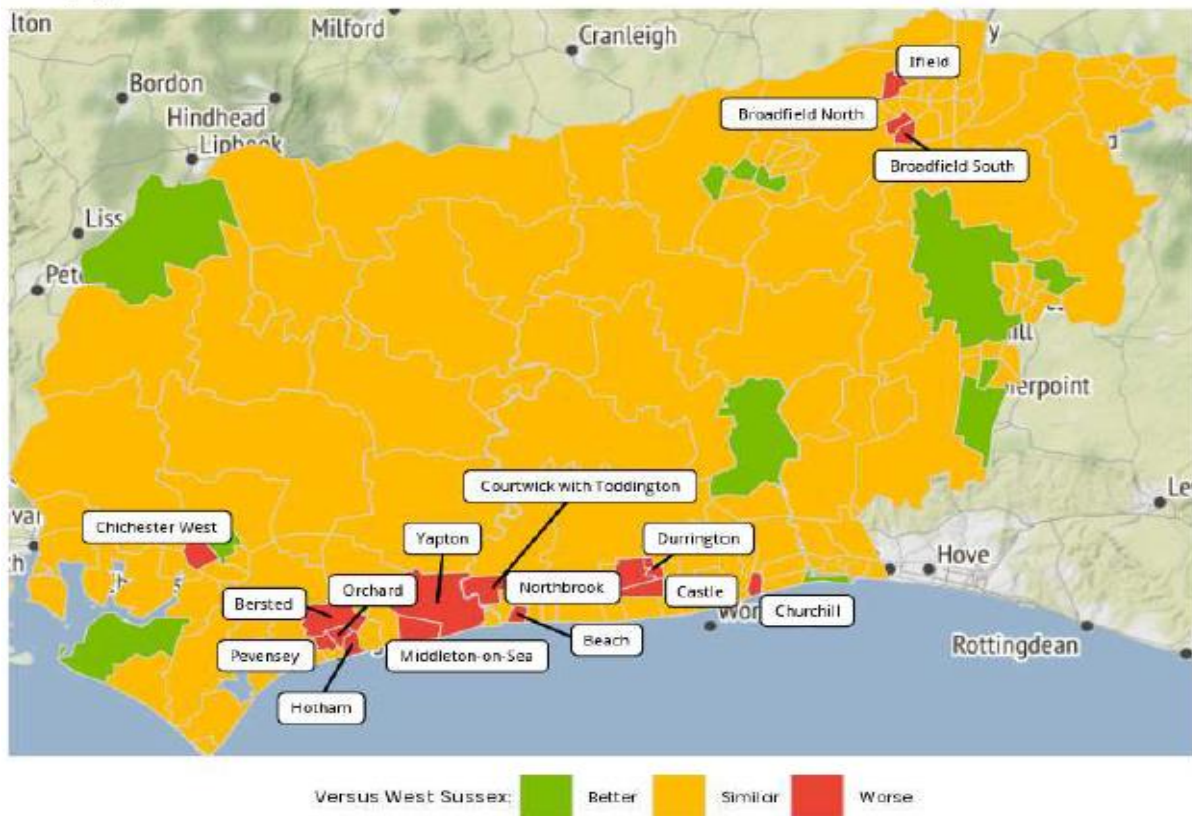 Milford
Cranleigh
Ifield
Bordon
Hindhead
Broadfield North
Liphook
Broadfield South
Liss
Courtwick with Toddington
Chichester West
Yapton
Durrington
Hove
Orchard
Northbrook
Castle
Bersted
Churchill
Beach
Pevensey
Middleton-on-Sea
Rottingdean
Hotham
Versus West Sussex: Better Similar Worse